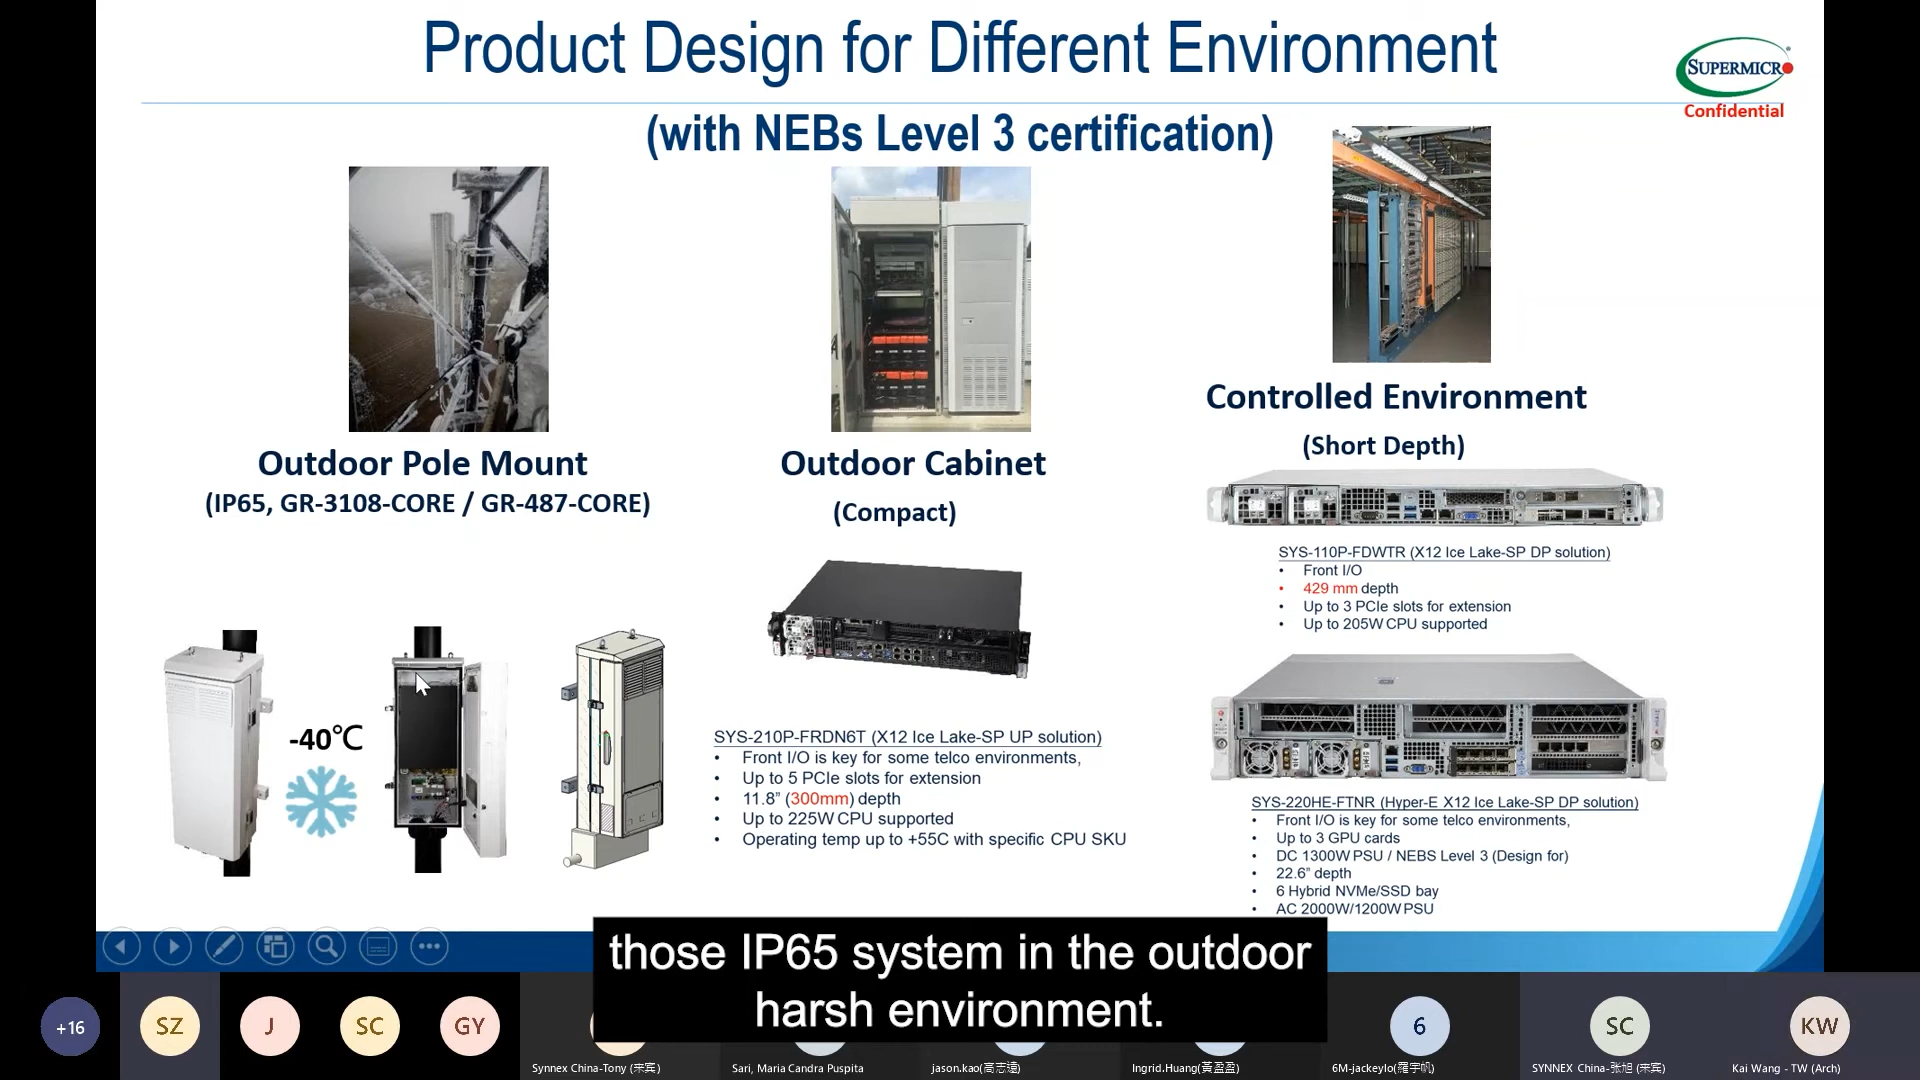 Product Design for Different Environment
SUPERMICRO
Confidential
(with NEBs Level 3 certification)
Outdoor Pole Mount
(IP65, GR-3108-CORE / GR-487-CORE)
-40℃
Outdoor Cabinet
(Compact)
SYS-210P-FRDN6T (X12 Ice Lake-SP UP solution)
• Front I/O is key for some telco environments,
• Up to 5 PCIe slots for extension
• 11.8” (300mm) depth
• Up to 225W CPU supported
• Operating temp up to +55C with specific CPU SKU
Controlled Environment
(Short Depth)
SYS-110P-FDWTR (X12 Ice Lake-SP DP solution)
• Front I/O
• 429 mm depth
• Up to 3 PCIe slots for extension
• Up to 205W CPU supported
SYS-220HE-FTNR (Hyper-E X12 Ice Lake-SP DP solution)
• Front I/O is key for some telco environments,
• Up to 3 GPU cards
• DC 1300W PSU / NEBS Level 3 (Design for)
• 22.6” depth
• 6 Hybrid NVMe/SSD bay
• AC 2000W/1200W PSU
those IP65 system in the outdoor
harsh environment.
+16
SZ
J
SC
GY
6
SC
KW
Synnex China-Tony (来宾)
Sari, Maria Candra Puspita
jason.kao(高志遠)
Ingrid.Huang(黃盈盈)
6M-jackeylo(羅宇帆)
SYNNEX China-张旭 (来宾)
Kai Wang - TW (Arch)